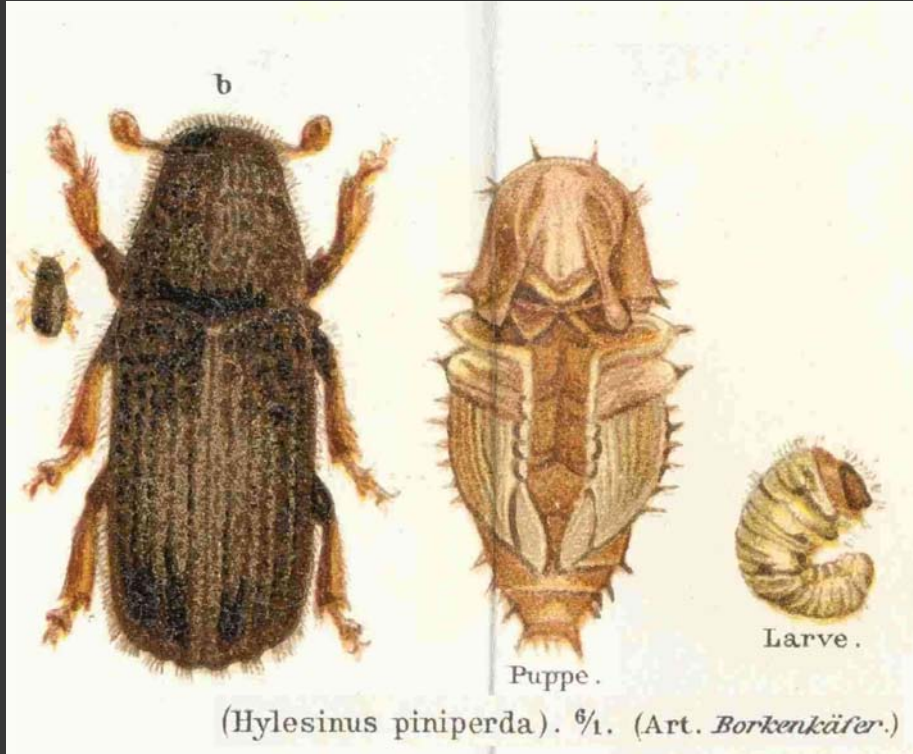 b
Larve.
Puppe.
(Hylesinus piniperda). 6/1. (Art. Borkenkäfer.)